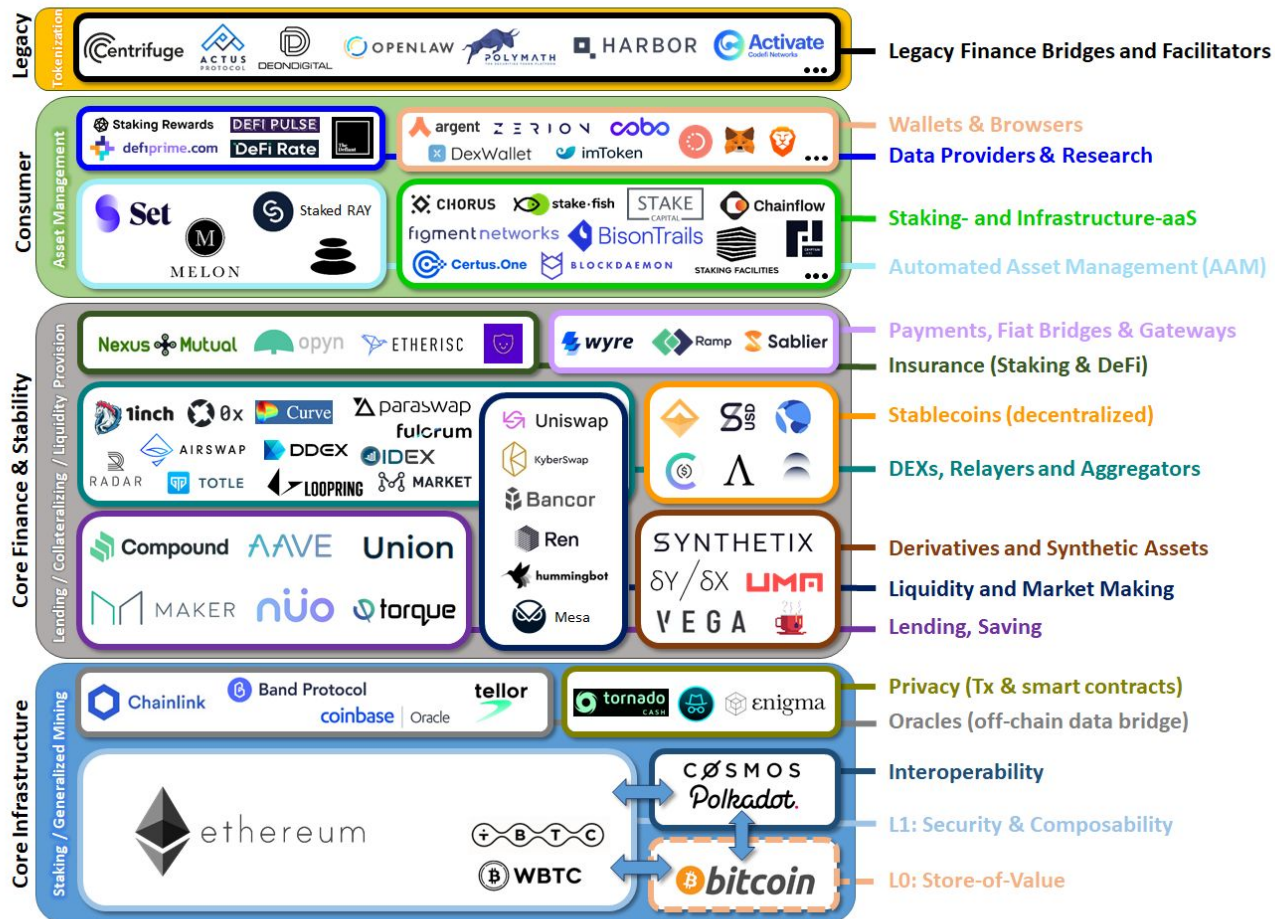 Legacy
Tokenization
Centrifuge
ACTUS
PROTOCOL
DEONDIGITAL
OPENLAW
POLYMATH
HARBOR
Activate
Codefi Networks
...
Legacy Finance Bridges and Facilitators
Consumer
Asset Management
Staking Rewards
DEFI PULSE
defiprime.com
DeFi Rate
The Defiant
argent
ZERION
cobo
DexWallet
imToken
...
Wallets & Browsers
Data Providers & Research
Set
Staked RAY
M
MELON
CHORUS
stake·fish
STAKE
CAPITAL
Chainflow
figment networks
BisonTrails
Certus.One
BLOCKDAEMON
STAKING FACILITIES
...
Staking- and Infrastructure-aaS
Automated Asset Management (AAM)
Core Finance & Stability
Lending / Collateralizing / Liquidity Provision
Nexus Mutual
opyn
ETHERISC
wyre
Ramp
Sablier
Payments, Fiat Bridges & Gateways
Insurance (Staking & DeFi)
1inch
0x
Curve
paraswap
fulcrum
AIRSWAP
DDEX
IDEX
RADAR
TOTLE
LOOPRING
MARKET
Uniswap
KyberSwap
Bancor
Ren
hummingbot
Mesa
USD
Stablecoins (decentralized)
DEXs, Relayers and Aggregators
Compound
AAVE
Union
MAKER
nüo
torque
SYNTHETIX
δY/δX
UMA
VEGA
Derivatives and Synthetic Assets
Liquidity and Market Making
Lending, Saving
Core Infrastructure
Staking / Generalized Mining
Chainlink
Band Protocol
coinbase | Oracle
tellor
tornado
CASH
enigma
Privacy (Tx & smart contracts)
Oracles (off-chain data bridge)
ethereum
TBTC
WBTC
COSMOS
Polkadot.
bitcoin
Interoperability
L1: Security & Composability
L0: Store-of-Value